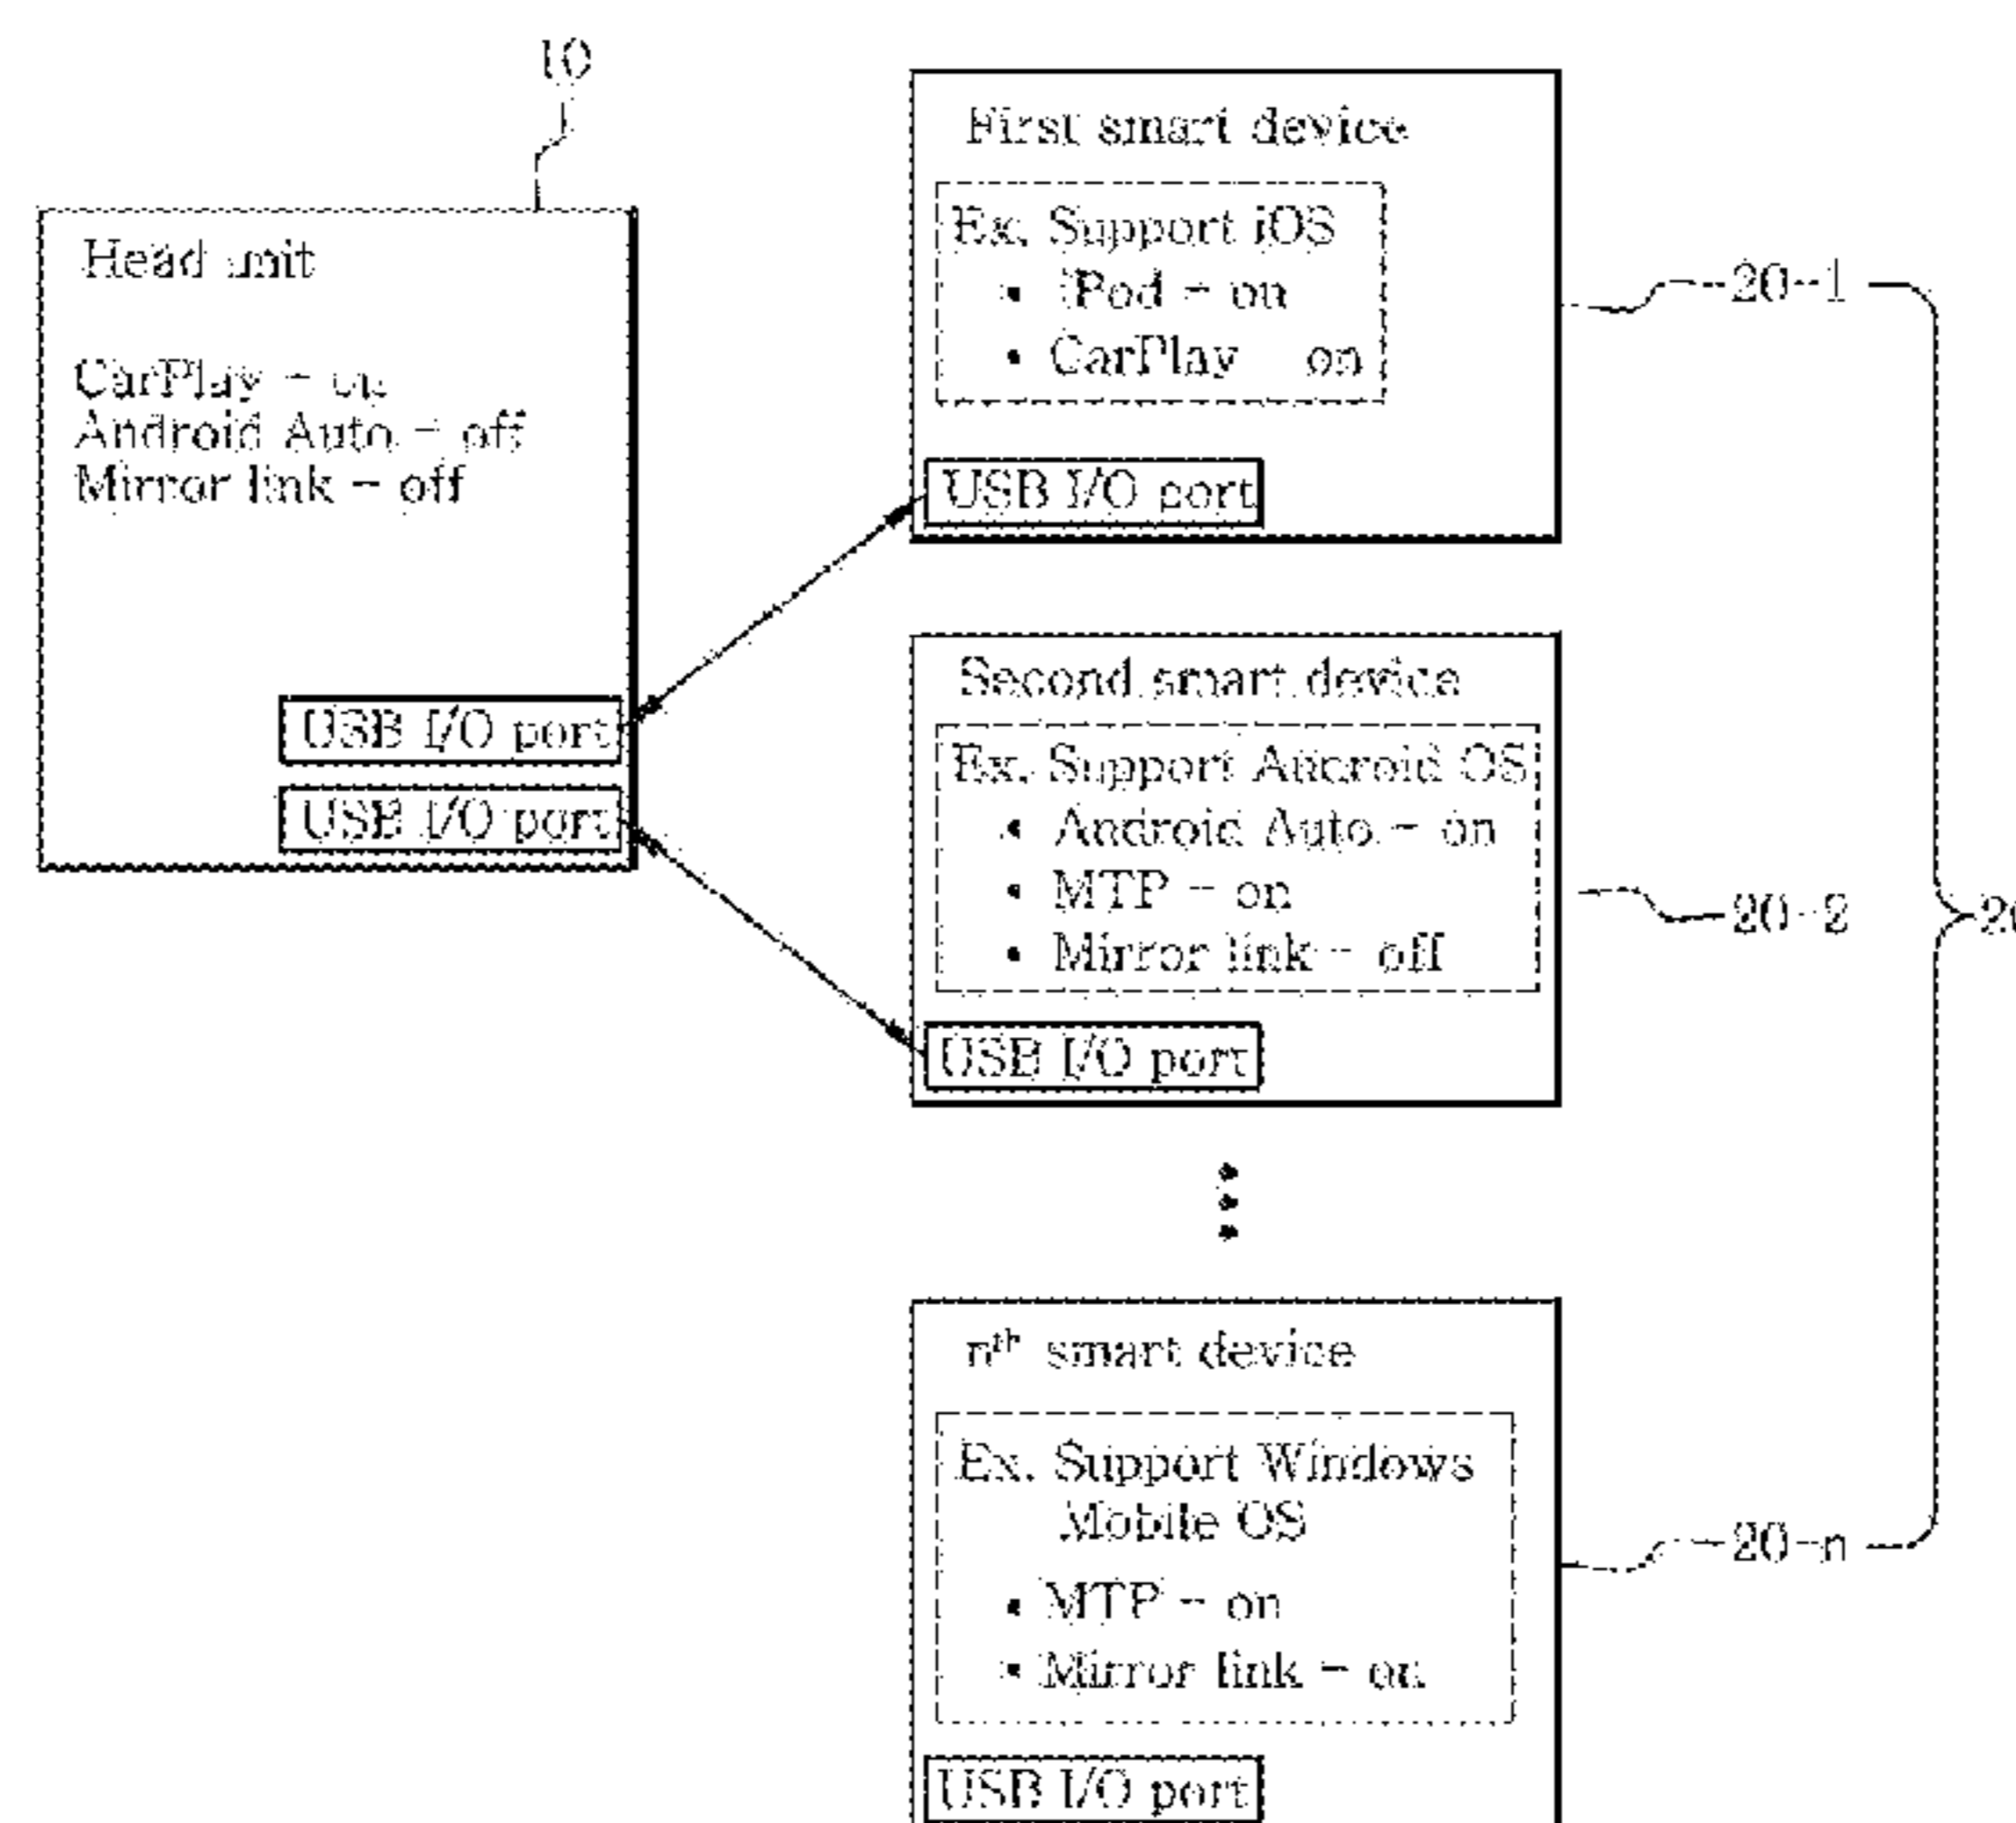 10
Head unit
CarPlay - on
Android Auto - off
Mirror link - off
USB I/O port
USB I/O port
First smart device
Ex. Support iOS
• iPod - on
• CarPlay - on
USB I/O port
20-1
Second smart device
Ex. Support Android OS
• Android Auto - on
• MTP - on
• Mirror link - off
USB I/O port
20-2
20
nth smart device
Ex. Support Windows
Mobile OS
• MTP - on
• Mirror link - on
USB I/O port
20-n